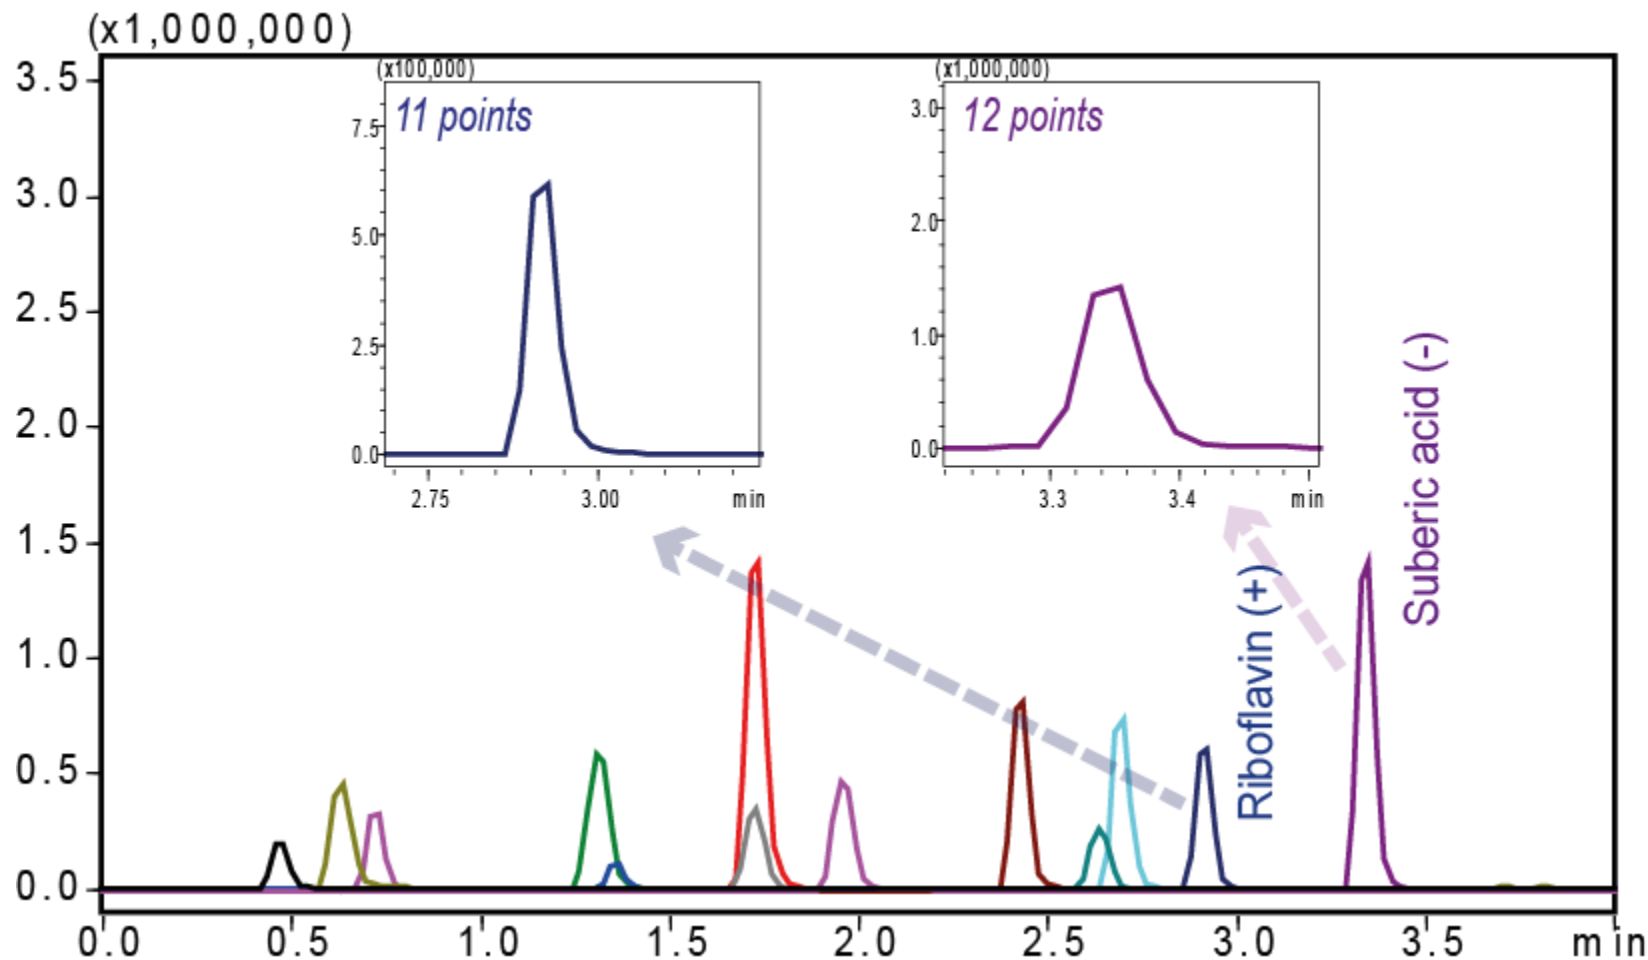 (x1,000,000)
3.5
3.0
2.5
2.0
1.5
1.0
0.5
0.0
0.0 0.5 1.0 1.5 2.0 2.5 3.0 3.5 min
(x100,000)
11 points
7.5
5.0
2.5
0.0
2.75 3.00 min
(x1,000,000)
12 points
3.0
2.0
1.0
0.0
3.3 3.4 min
Riboflavin (+)
Suberic acid (-)